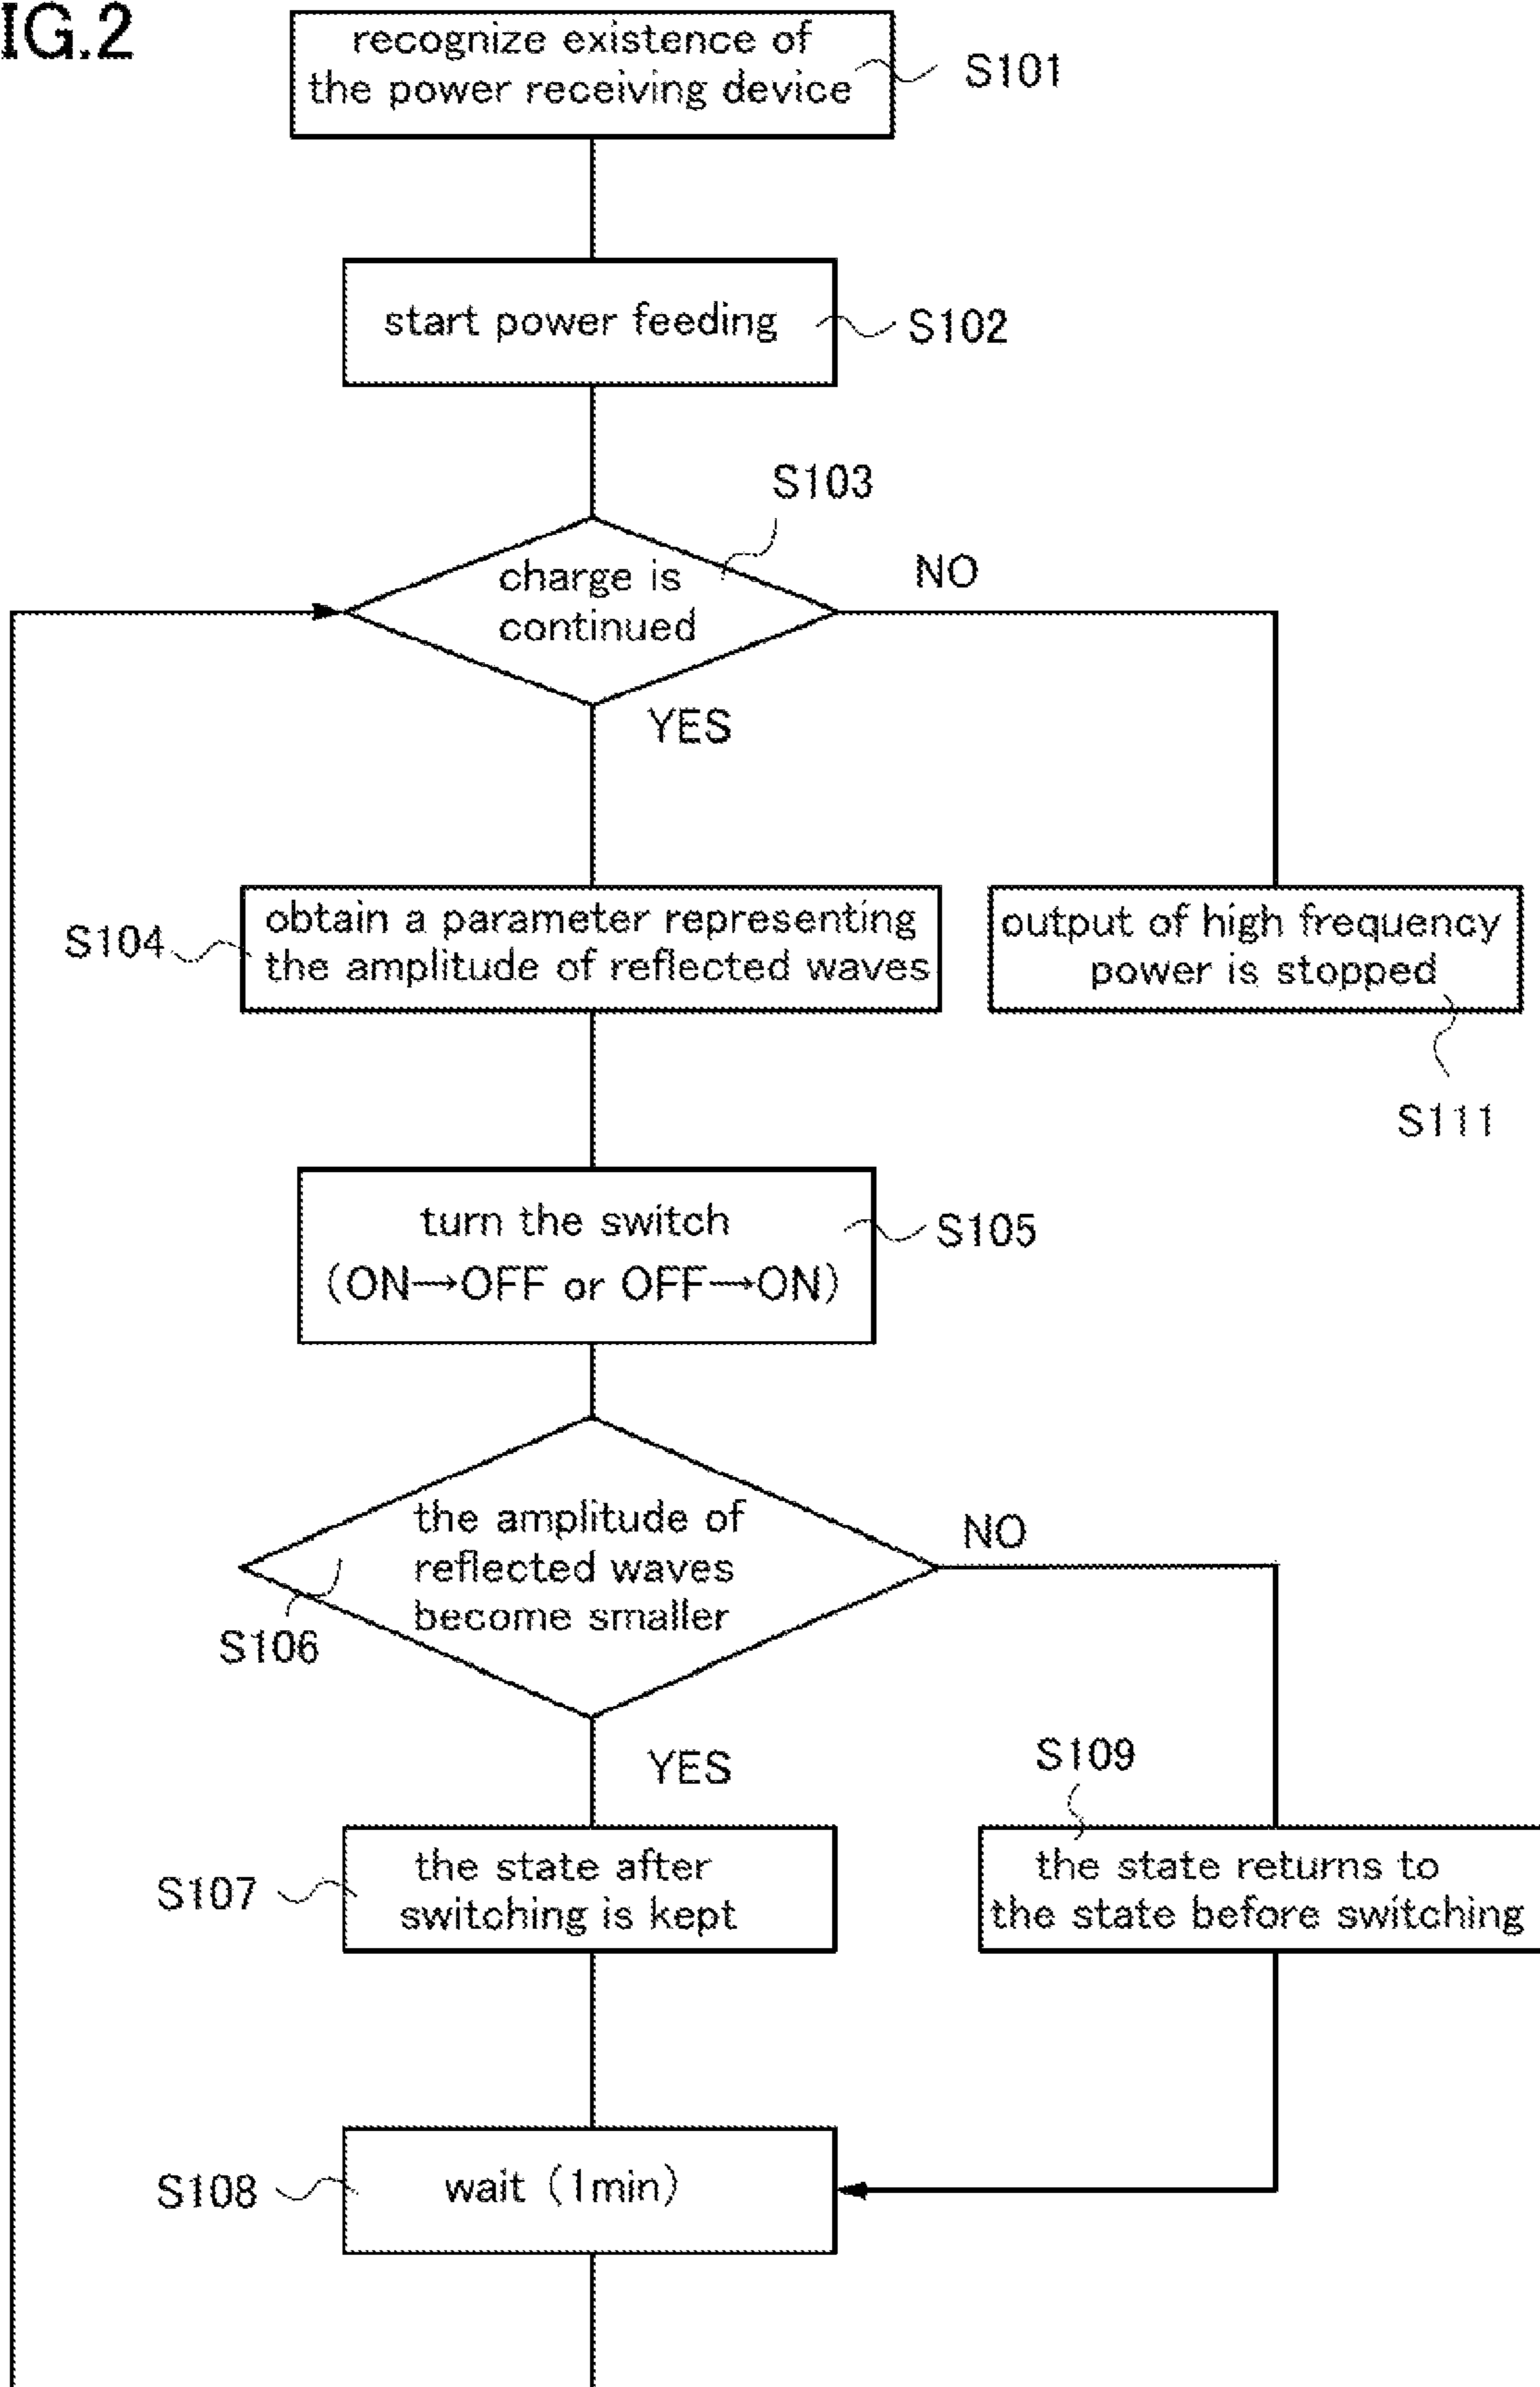 IG.2
recognize existence of
the power receiving device
S101
start power feeding
S102
S103
charge is
continued
NO
YES
S104
obtain a parameter representing
the amplitude of reflected waves
output of high frequency
power is stopped
S111
turn the switch
(ON→OFF or OFF→ON)
S105
the amplitude of
reflected waves
become smaller
NO
S106
YES
S109
S107
the state after
switching is kept
the state returns to
the state before switching
S108
wait (1min)